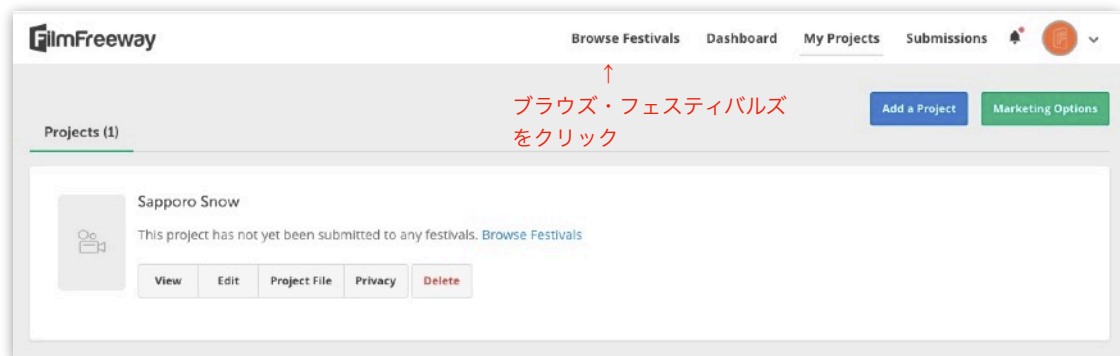 FilmFreeway
Browse Festivals Dashboard My Projects Submissions
↑
ブラウズ・フェスティバルズ
をクリック
Add a Project Marketing Options
Projects (1)
Sapporo Snow
This project has not yet been submitted to any festivals. Browse Festivals
View Edit Project File Privacy Delete